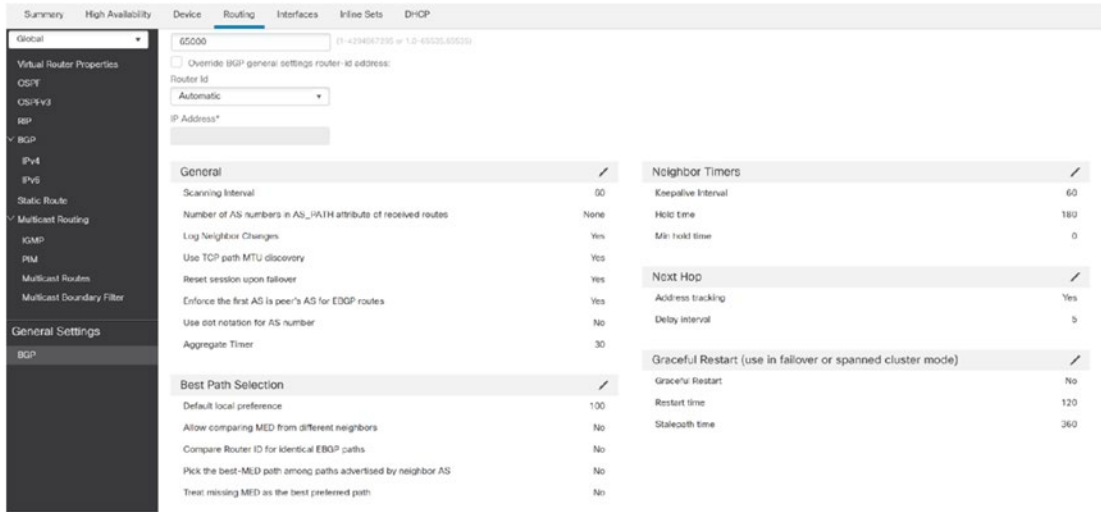 Summary High Availability Device Routing Interfaces Inline Sets DHCP
Global
Virtual Router Properties
OSPF
OSPFv3
RIP
BGP
IPv4
IPv6
Static Route
Multicast Routing
IGMP
PIM
Multicast Routes
Multicast Boundary Filter
General Settings
BGP
65000 (1-4294967295 or 1.0-65535.65535)
Override BGP general settings router-id address:
Router Id
Automatic
IP Address*
General
Scanning Interval 60
Number of AS numbers in AS_PATH attribute of received routes None
Log Neighbor Changes Yes
Use TCP path MTU discovery Yes
Reset session upon failover Yes
Enforce the first AS is peer's AS for EBGP routes Yes
Use dot notation for AS number No
Aggregate Timer 30
Best Path Selection
Default local preference 100
Allow comparing MED from different neighbors No
Compare Router ID for identical EBGP paths No
Pick the best-MED path among paths advertised by neighbor AS No
Treat missing MED as the best preferred path No
Neighbor Timers
Keepalive Interval 60
Hold time 180
Min hold time 0
Next Hop
Address tracking Yes
Delay interval 5
Graceful Restart (use in failover or spanned cluster mode)
Graceful Restart No
Restart time 120
Stalepath time 360